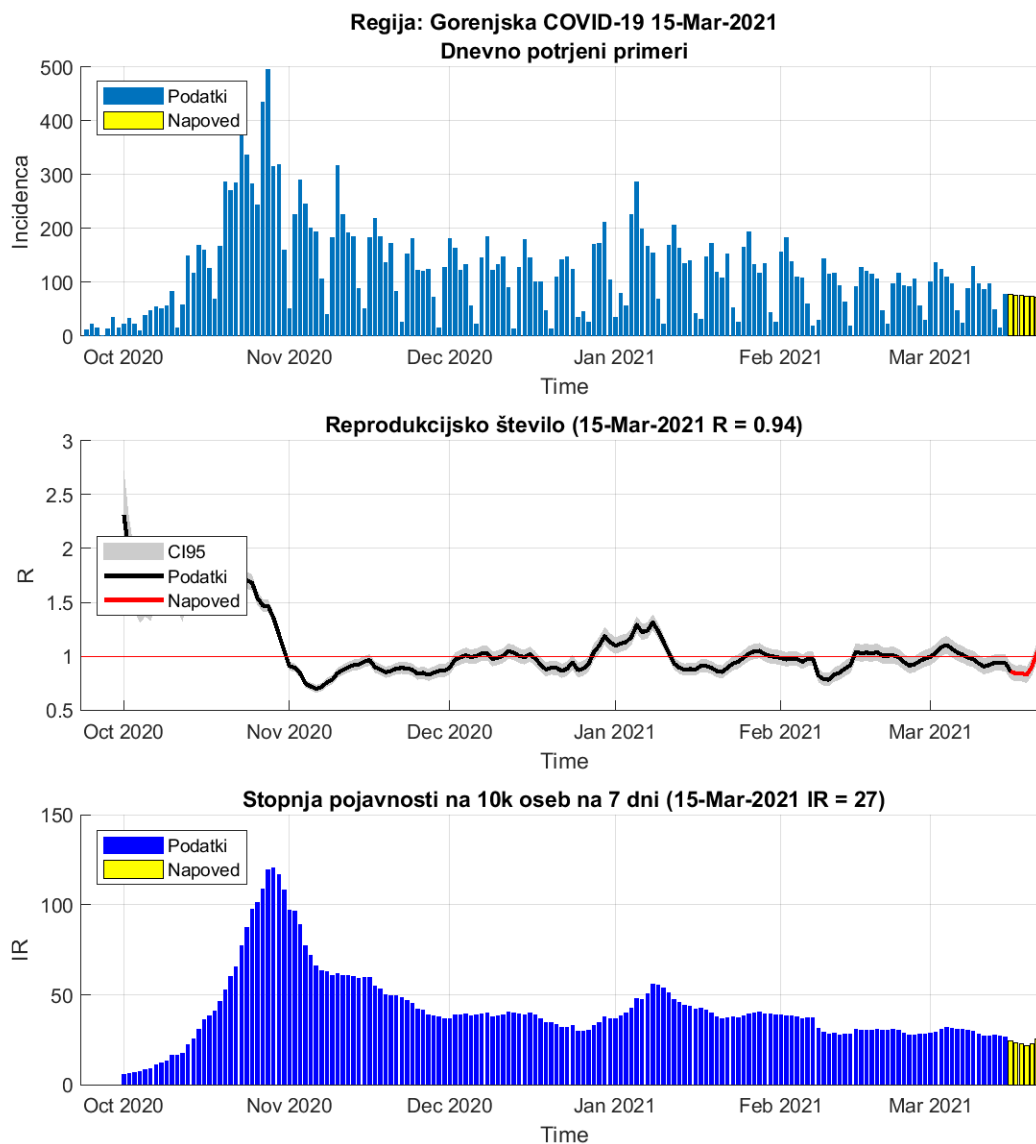 Regija: Gorenjska COVID-19 15-Mar-2021
Dnevno potrjeni primeri
500
400
300
200
100
0
Incidenca
Podatki
Napoved
Oct 2020 Nov 2020 Dec 2020 Jan 2021 Feb 2021 Mar 2021
Time
Reprodukcijsko število (15-Mar-2021 R = 0.94)
3
2.5
2
1.5
1
0.5
R
CI95
Podatki
Napoved
Oct 2020 Nov 2020 Dec 2020 Jan 2021 Feb 2021 Mar 2021
Time
Stopnja pojavnosti na 10k oseb na 7 dni (15-Mar-2021 IR = 27)
150
100
50
0
IR
Podatki
Napoved
Oct 2020 Nov 2020 Dec 2020 Jan 2021 Feb 2021 Mar 2021
Time